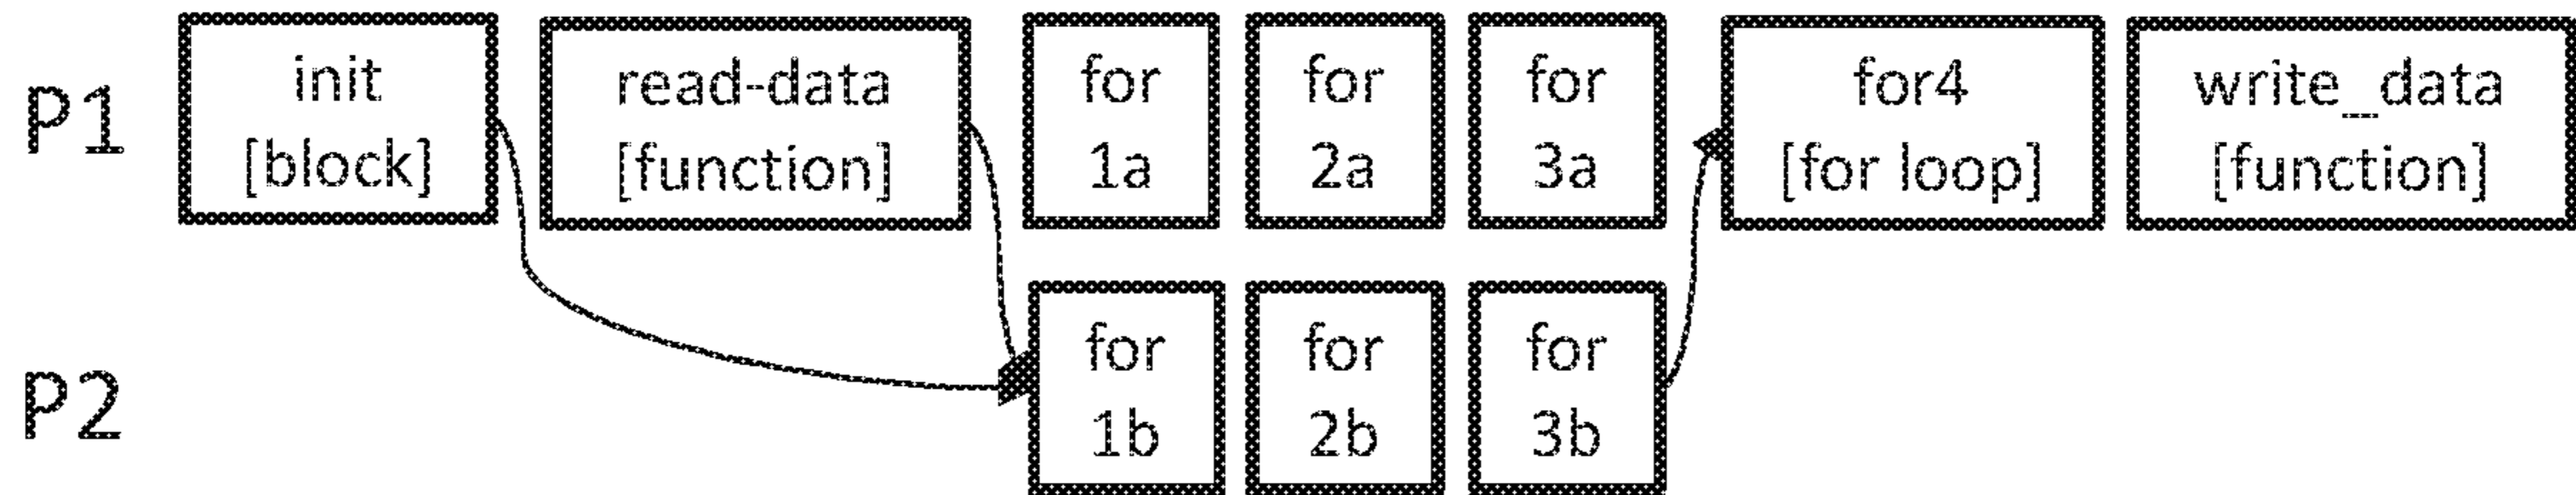 P1
init
[block]
read-data
[function]
for
1a
for
2a
for
3a
for4
[for loop]
write_data
[function]
P2
for
1b
for
2b
for
3b